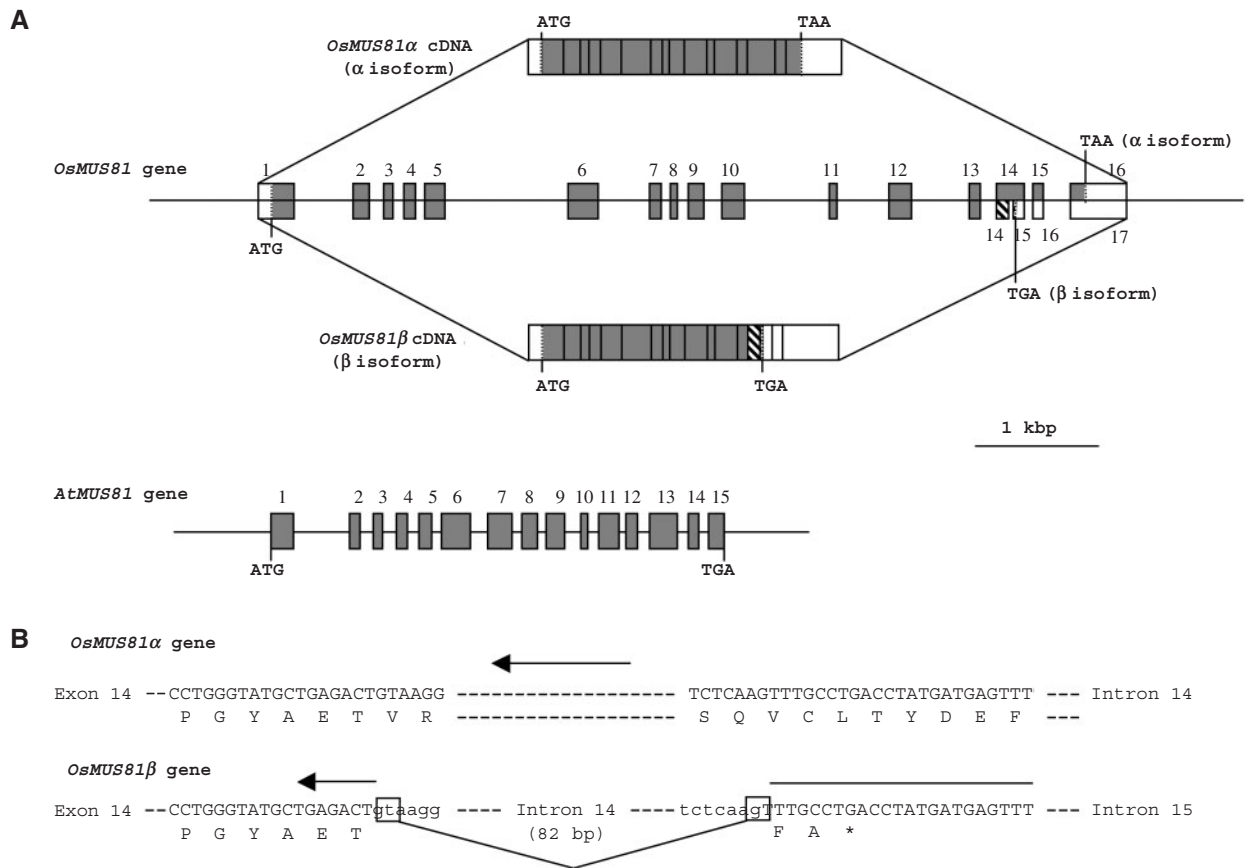 A
ATG TAA
OsMUS81α cDNA
(α isoform)
TAA (α isoform)
OsMUS81 gene
1 2 3 4 5 6 7 8 9 10 11 12 13 14 15 16
ATG
14 15 16 17
TGA (β isoform)
OsMUS81β cDNA
(β isoform)
ATG TGA
1 kbp
AtMUS81 gene
1 2 3 4 5 6 7 8 9 10 11 12 13 14 15
ATG TGA
B
OsMUS81α gene
Exon 14 --CCTGGGTATGCTGAGACTGTAAGG ---------------------- TCTCAAGTTTGCCTGACCTATGATGAGTTT --- Intron 14
P G Y A E T V R ---------------------- S Q V C L T Y D E F ---
OsMUS81β gene
Exon 14 --- CCTGGGTATGCTGAGACTgtaagg ---- Intron 14 ---- tctcaagTTTGCCTGACCTATGATGAGTTT --- Intron 15
P G Y A E T (82 bp) F A *